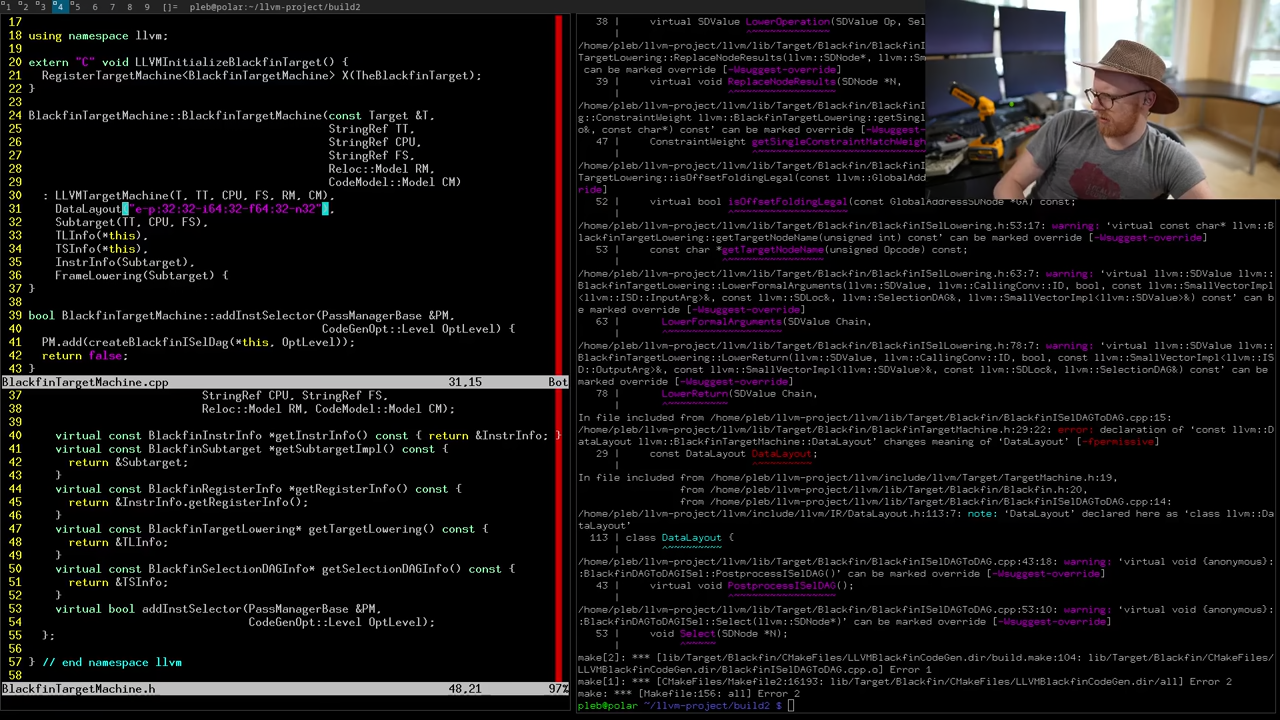 1 2 3 4 5 6 7 8 9 []= pleb@polar:~/llvm-project/build2
17
18 using namespace llvm;
19
20 extern "C" void LLVMInitializeBlackfinTarget() {
21 RegisterTargetMachine<BlackfinTargetMachine> X(TheBlackfinTarget);
22 }
23
24 BlackfinTargetMachine::BlackfinTargetMachine(const Target &T,
25 StringRef TT,
26 StringRef CPU,
27 StringRef FS,
28 Reloc::Model RM,
29 CodeModel::Model CM)
30 : LLVMTargetMachine(T, TT, CPU, FS, RM, CM),
31 DataLayout("e-p:32:32-i64:32-f64:32-n32"),
32 Subtarget(TT, CPU, FS),
33 TLInfo(*this),
34 TSInfo(*this),
35 InstrInfo(Subtarget),
36 FrameLowering(Subtarget) {
37 }
38
39 bool BlackfinTargetMachine::addInstSelector(PassManagerBase &PM,
40 CodeGenOpt::Level OptLevel) {
41 PM.add(createBlackfinISelDag(*this, OptLevel));
42 return false;
43 }
BlackfinTargetMachine.cpp 31,15 Bot
37 StringRef CPU, StringRef FS,
38 Reloc::Model RM, CodeModel::Model CM);
39
40 virtual const BlackfinInstrInfo *getInstrInfo() const { return &InstrInfo; }
41 virtual const BlackfinSubtarget *getSubtargetImpl() const {
42 return &Subtarget;
43 }
44 virtual const BlackfinRegisterInfo *getRegisterInfo() const {
45 return &InstrInfo.getRegisterInfo();
46 }
47 virtual const BlackfinTargetLowering* getTargetLowering() const {
48 return &TLInfo;
49 }
50 virtual const BlackfinSelectionDAGInfo* getSelectionDAGInfo() const {
51 return &TSInfo;
52 }
53 virtual bool addInstSelector(PassManagerBase &PM,
54 CodeGenOpt::Level OptLevel);
55 };
56
57 } // end namespace llvm
58
BlackfinTargetMachine.h 48,21 97%
38 | virtual SDValue LowerOperation(SDValue Op, Sel
/home/pleb/llvm-project/llvm/lib/Target/Blackfin/BlackfinI
TargetLowering::ReplaceNodeResults(llvm::SDNode*, llvm::S
can be marked override [-Wsuggest-override]
39 | virtual void ReplaceNodeResults(SDNode *N,
/home/pleb/llvm-project/llvm/lib/Target/Blackfin/BlackfinI
g::ConstraintWeight llvm::BlackfinTargetLowering::getSingl
o&, const char*) const' can be marked override [-Wsuggest-
47 | ConstraintWeight getSingleConstraintMatchWeigh
/home/pleb/llvm-project/llvm/lib/Target/Blackfin/BlackfinI
TargetLowering::isOffsetFoldingLegal(const llvm::GlobalAdd
ride]
52 | virtual bool isOffsetFoldingLegal(const GlobalAddressSDNode *GA) const;
/home/pleb/llvm-project/llvm/lib/Target/Blackfin/BlackfinISelLowering.h:53:17: warning: 'virtual const char* llvm::B
lackfinTargetLowering::getTargetNodeName(unsigned int) const' can be marked override [-Wsuggest-override]
53 | const char *getTargetNodeName(unsigned Opcode) const;
/home/pleb/llvm-project/llvm/lib/Target/Blackfin/BlackfinISelLowering.h:63:7: warning: 'virtual llvm::SDValue llvm::
BlackfinTargetLowering::LowerFormalArguments(llvm::SDValue, llvm::CallingConv::ID, bool, const llvm::SmallVectorImpl
<llvm::ISD::InputArg>&, const llvm::SDLoc&, llvm::SelectionDAG&, llvm::SmallVectorImpl<llvm::SDValue>&) const' can b
e marked override [-Wsuggest-override]
63 | LowerFormalArguments(SDValue Chain,
/home/pleb/llvm-project/llvm/lib/Target/Blackfin/BlackfinISelLowering.h:78:7: warning: 'virtual llvm::SDValue llvm::
BlackfinTargetLowering::LowerReturn(llvm::SDValue, llvm::CallingConv::ID, bool, const llvm::SmallVectorImpl<llvm::IS
D::OutputArg>&, const llvm::SmallVectorImpl<llvm::SDValue>&, const llvm::SDLoc&, llvm::SelectionDAG&) const' can be
marked override [-Wsuggest-override]
78 | LowerReturn(SDValue Chain,
In file included from /home/pleb/llvm-project/llvm/lib/Target/Blackfin/BlackfinISelDAGToDAG.cpp:15:
/home/pleb/llvm-project/llvm/lib/Target/Blackfin/BlackfinTargetMachine.h:29:22: error: declaration of 'const llvm::D
ataLayout llvm::BlackfinTargetMachine::DataLayout' changes meaning of 'DataLayout' [-fpermissive]
29 | const DataLayout DataLayout;
In file included from /home/pleb/llvm-project/llvm/include/llvm/Target/TargetMachine.h:19,
from /home/pleb/llvm-project/llvm/lib/Target/Blackfin/Blackfin.h:20,
from /home/pleb/llvm-project/llvm/lib/Target/Blackfin/BlackfinISelDAGToDAG.cpp:14:
/home/pleb/llvm-project/llvm/include/llvm/IR/DataLayout.h:113:7: note: 'DataLayout' declared here as 'class llvm::Da
taLayout'
113 | class DataLayout {
/home/pleb/llvm-project/llvm/lib/Target/Blackfin/BlackfinISelDAGToDAG.cpp:43:18: warning: 'virtual void {anonymous}:
:BlackfinDAGToDAGISel::PostprocessISelDAG()' can be marked override [-Wsuggest-override]
43 | virtual void PostprocessISelDAG();
/home/pleb/llvm-project/llvm/lib/Target/Blackfin/BlackfinISelDAGToDAG.cpp:53:10: warning: 'virtual void {anonymous}:
:BlackfinDAGToDAGISel::Select(llvm::SDNode*)' can be marked override [-Wsuggest-override]
53 | void Select(SDNode *N);
make[2]: *** [lib/Target/Blackfin/CMakeFiles/LLVMBlackfinCodeGen.dir/build.make:104: lib/Target/Blackfin/CMakeFiles/
LLVMBlackfinCodeGen.dir/BlackfinISelDAGToDAG.cpp.o] Error 1
make[1]: *** [CMakeFiles/Makefile2:16193: lib/Target/Blackfin/CMakeFiles/LLVMBlackfinCodeGen.dir/all] Error 2
make: *** [Makefile:156: all] Error 2
pleb@polar ~/llvm-project/build2 $